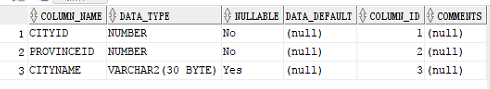 COLUMN_NAME DATA_TYPE NULLABLE DATA_DEFAULT COLUMN_ID COMMENTS
1 CITYID NUMBER No (null) 1 (null)
2 PROVINCEID NUMBER No (null) 2 (null)
3 CITYNAME VARCHAR2(30 BYTE) Yes (null) 3 (null)